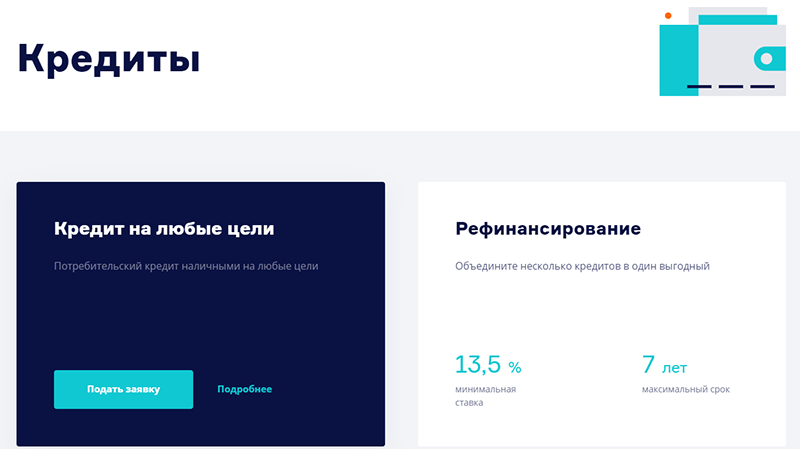 Кредиты
Кредит на любые цели
Потребительский кредит наличными на любые цели
Подать заявку
Подробнее
Рефинансирование
Объедините несколько кредитов в один выгодный
13,5 %
минимальная
ставка
7 лет
максимальный срок